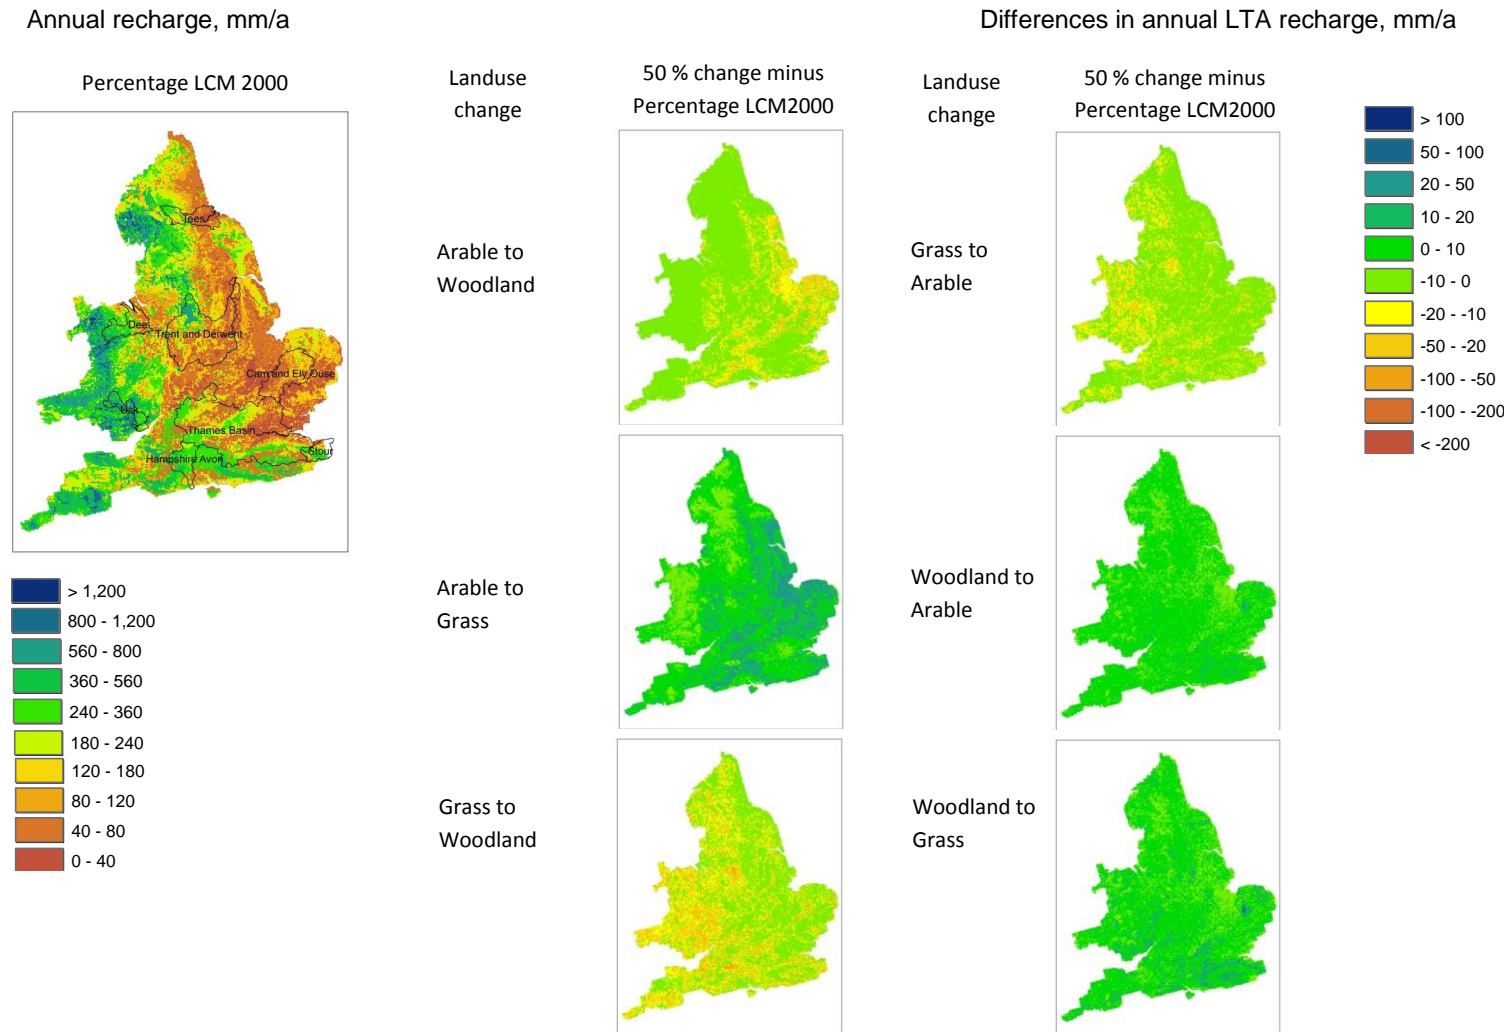 Annual recharge, mm/a
Differences in annual LTA recharge, mm/a
Percentage LCM 2000
Landuse
change
50 % change minus
Percentage LCM2000
Landuse
change
50 % change minus
Percentage LCM2000
Tees
Dee
Trent and Derwent
Cam and Ely Ouse
Usk
Thames Basin
Stour
Hampshire Avon
> 1,200
800 - 1,200
560 - 800
360 - 560
240 - 360
180 - 240
120 - 180
80 - 120
40 - 80
0 - 40
Arable to
Woodland
Arable to
Grass
Grass to
Woodland
Grass to
Arable
Woodland to
Arable
Woodland to
Grass
> 100
50 - 100
20 - 50
10 - 20
0 - 10
-10 - 0
-20 - -10
-50 - -20
-100 - -50
-100 - -200
< -200